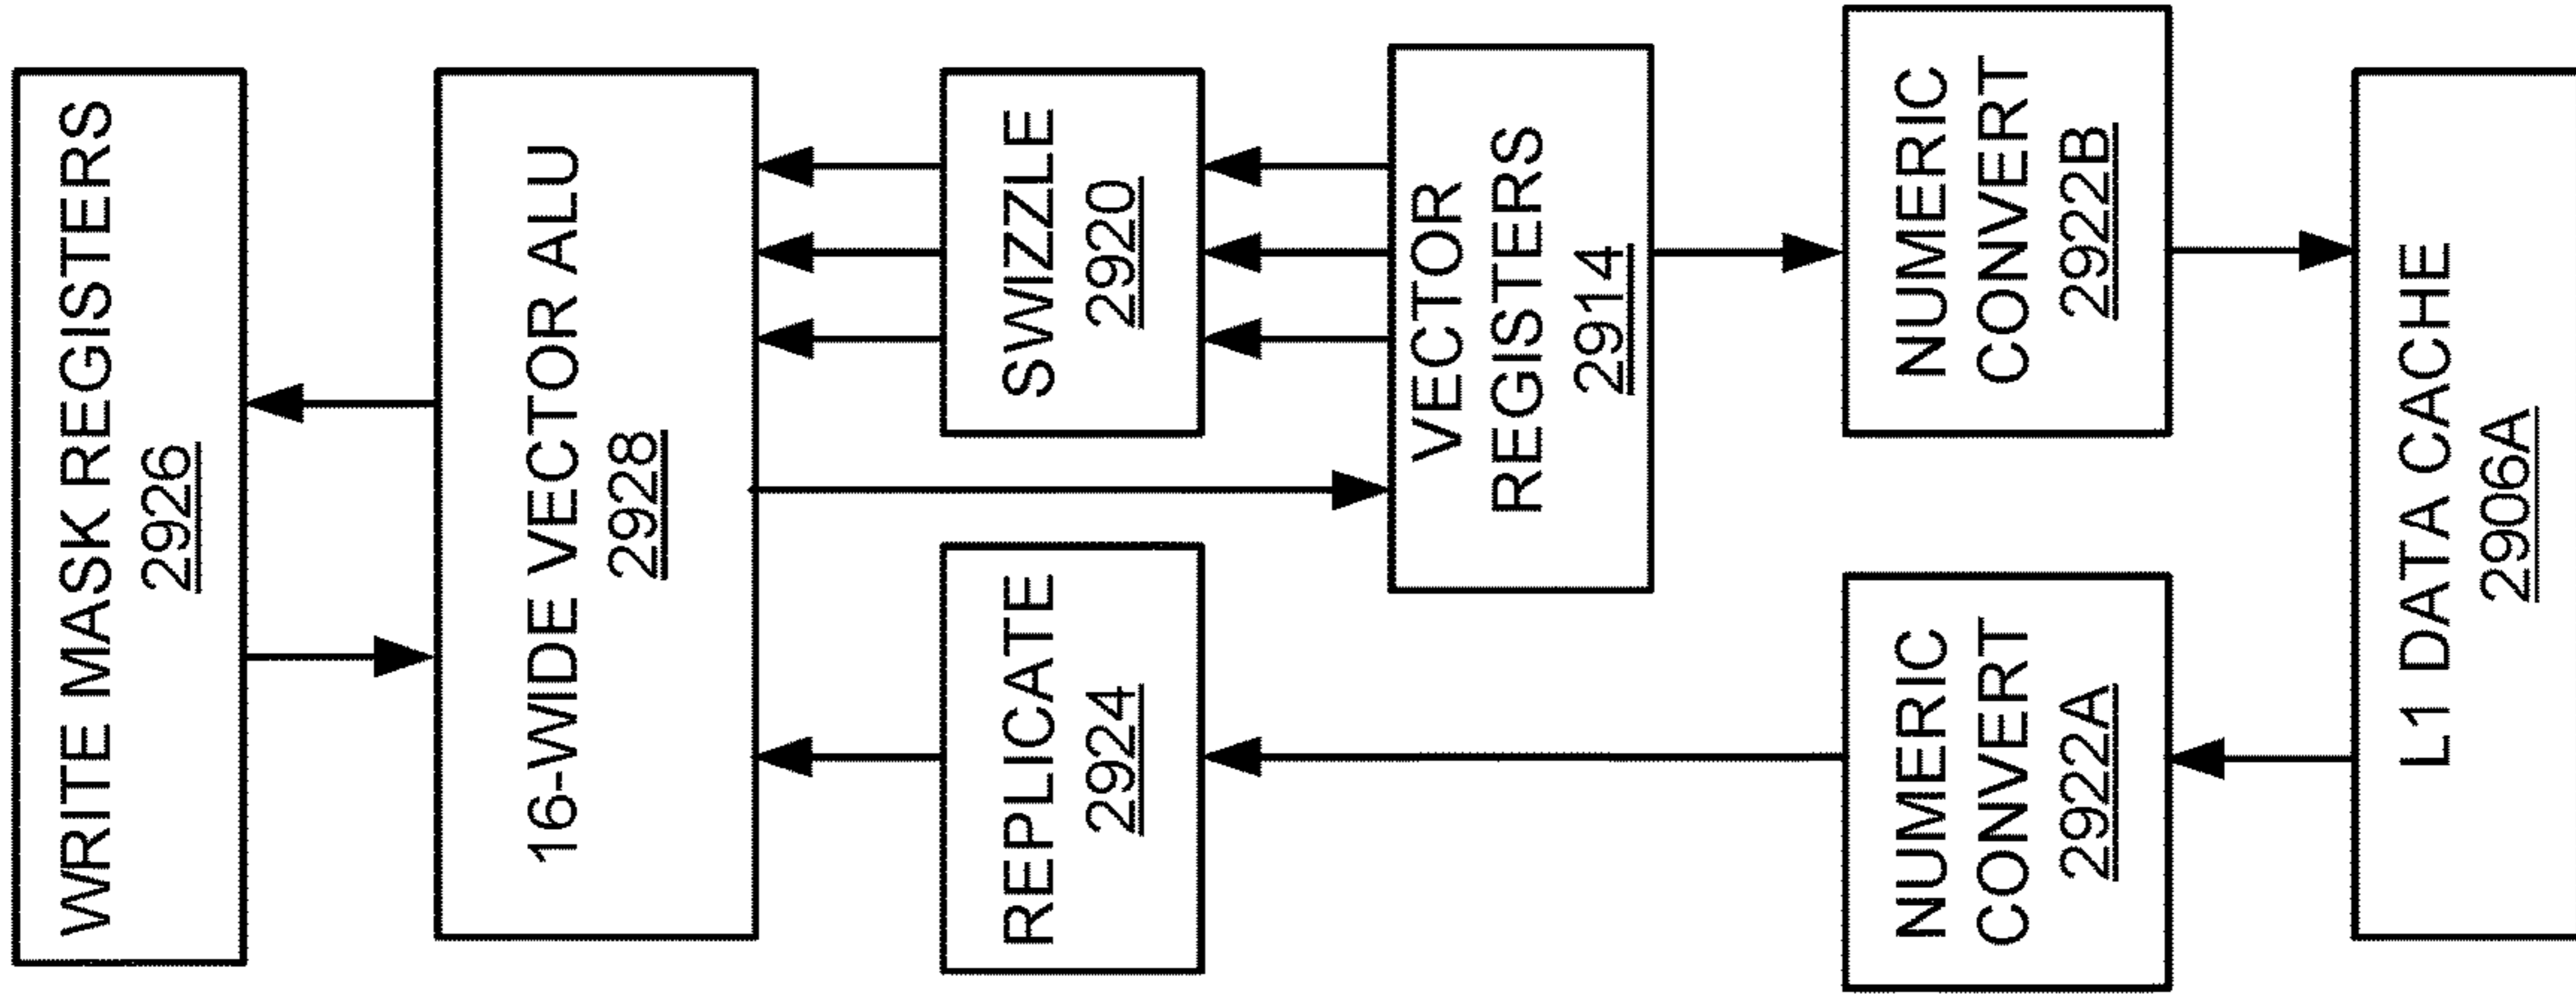 WRITE MASK REGISTERS
2926
16-WIDE VECTOR ALU
2928
REPLICATE
2924
SWIZZLE
2920
VECTOR
REGISTERS
2914
NUMERIC
CONVERT
2922A
NUMERIC
CONVERT
2922B
L1 DATA CACHE
2906A